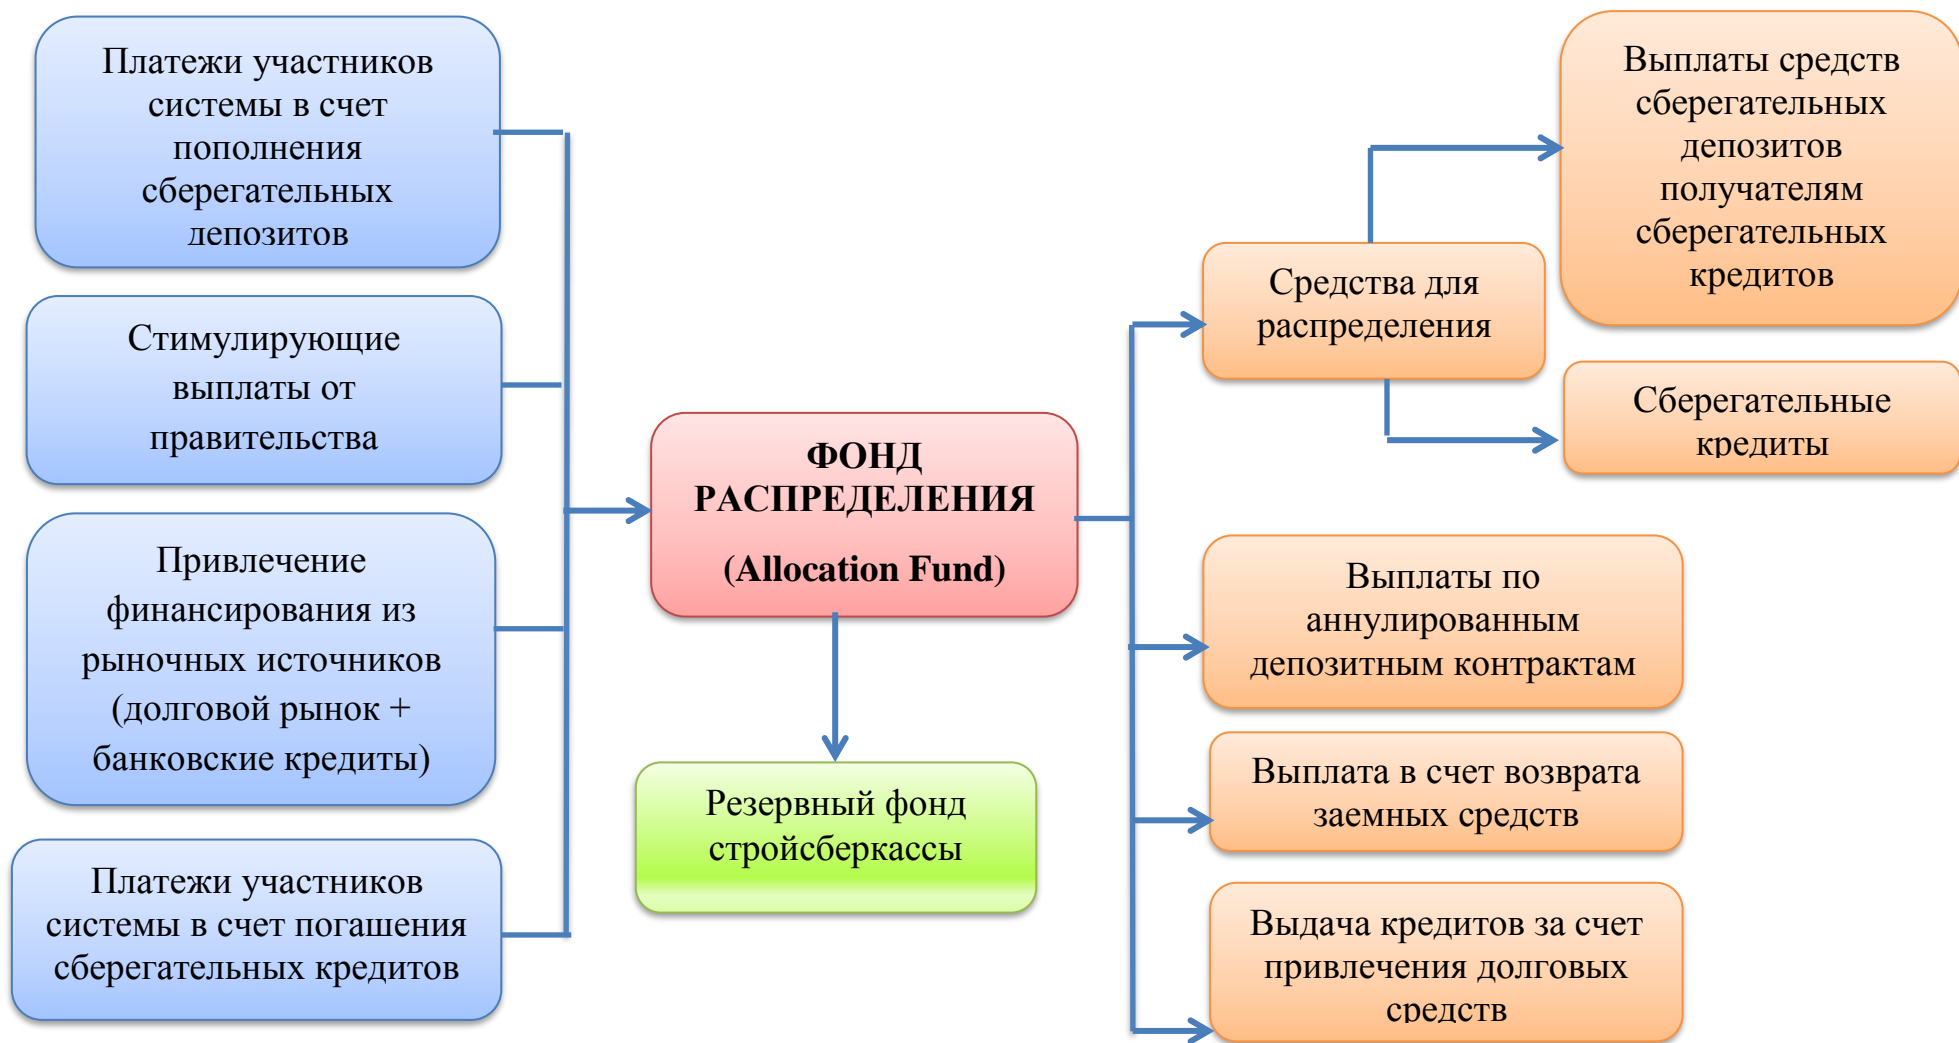 Платежи участников
системы в счет
пополнения
сберегательных
депозитов
Стимулирующие
выплаты от
правительства
Привлечение
финансирования из
рыночных источников
(долговой рынок +
банковские кредиты)
Платежи участников
системы в счет погашения
сберегательных кредитов
ФОНД
РАСПРЕДЕЛЕНИЯ
(Allocation Fund)
Резервный фонд
стройсберкассы
Средства для
распределения
Выплаты средств
сберегательных
депозитов
получателям
сберегательных
кредитов
Сберегательные
кредиты
Выплаты по
аннулированным
депозитным контрактам
Выплата в счет возврата
заемных средств
Выдача кредитов за счет
привлечения долговых
средств